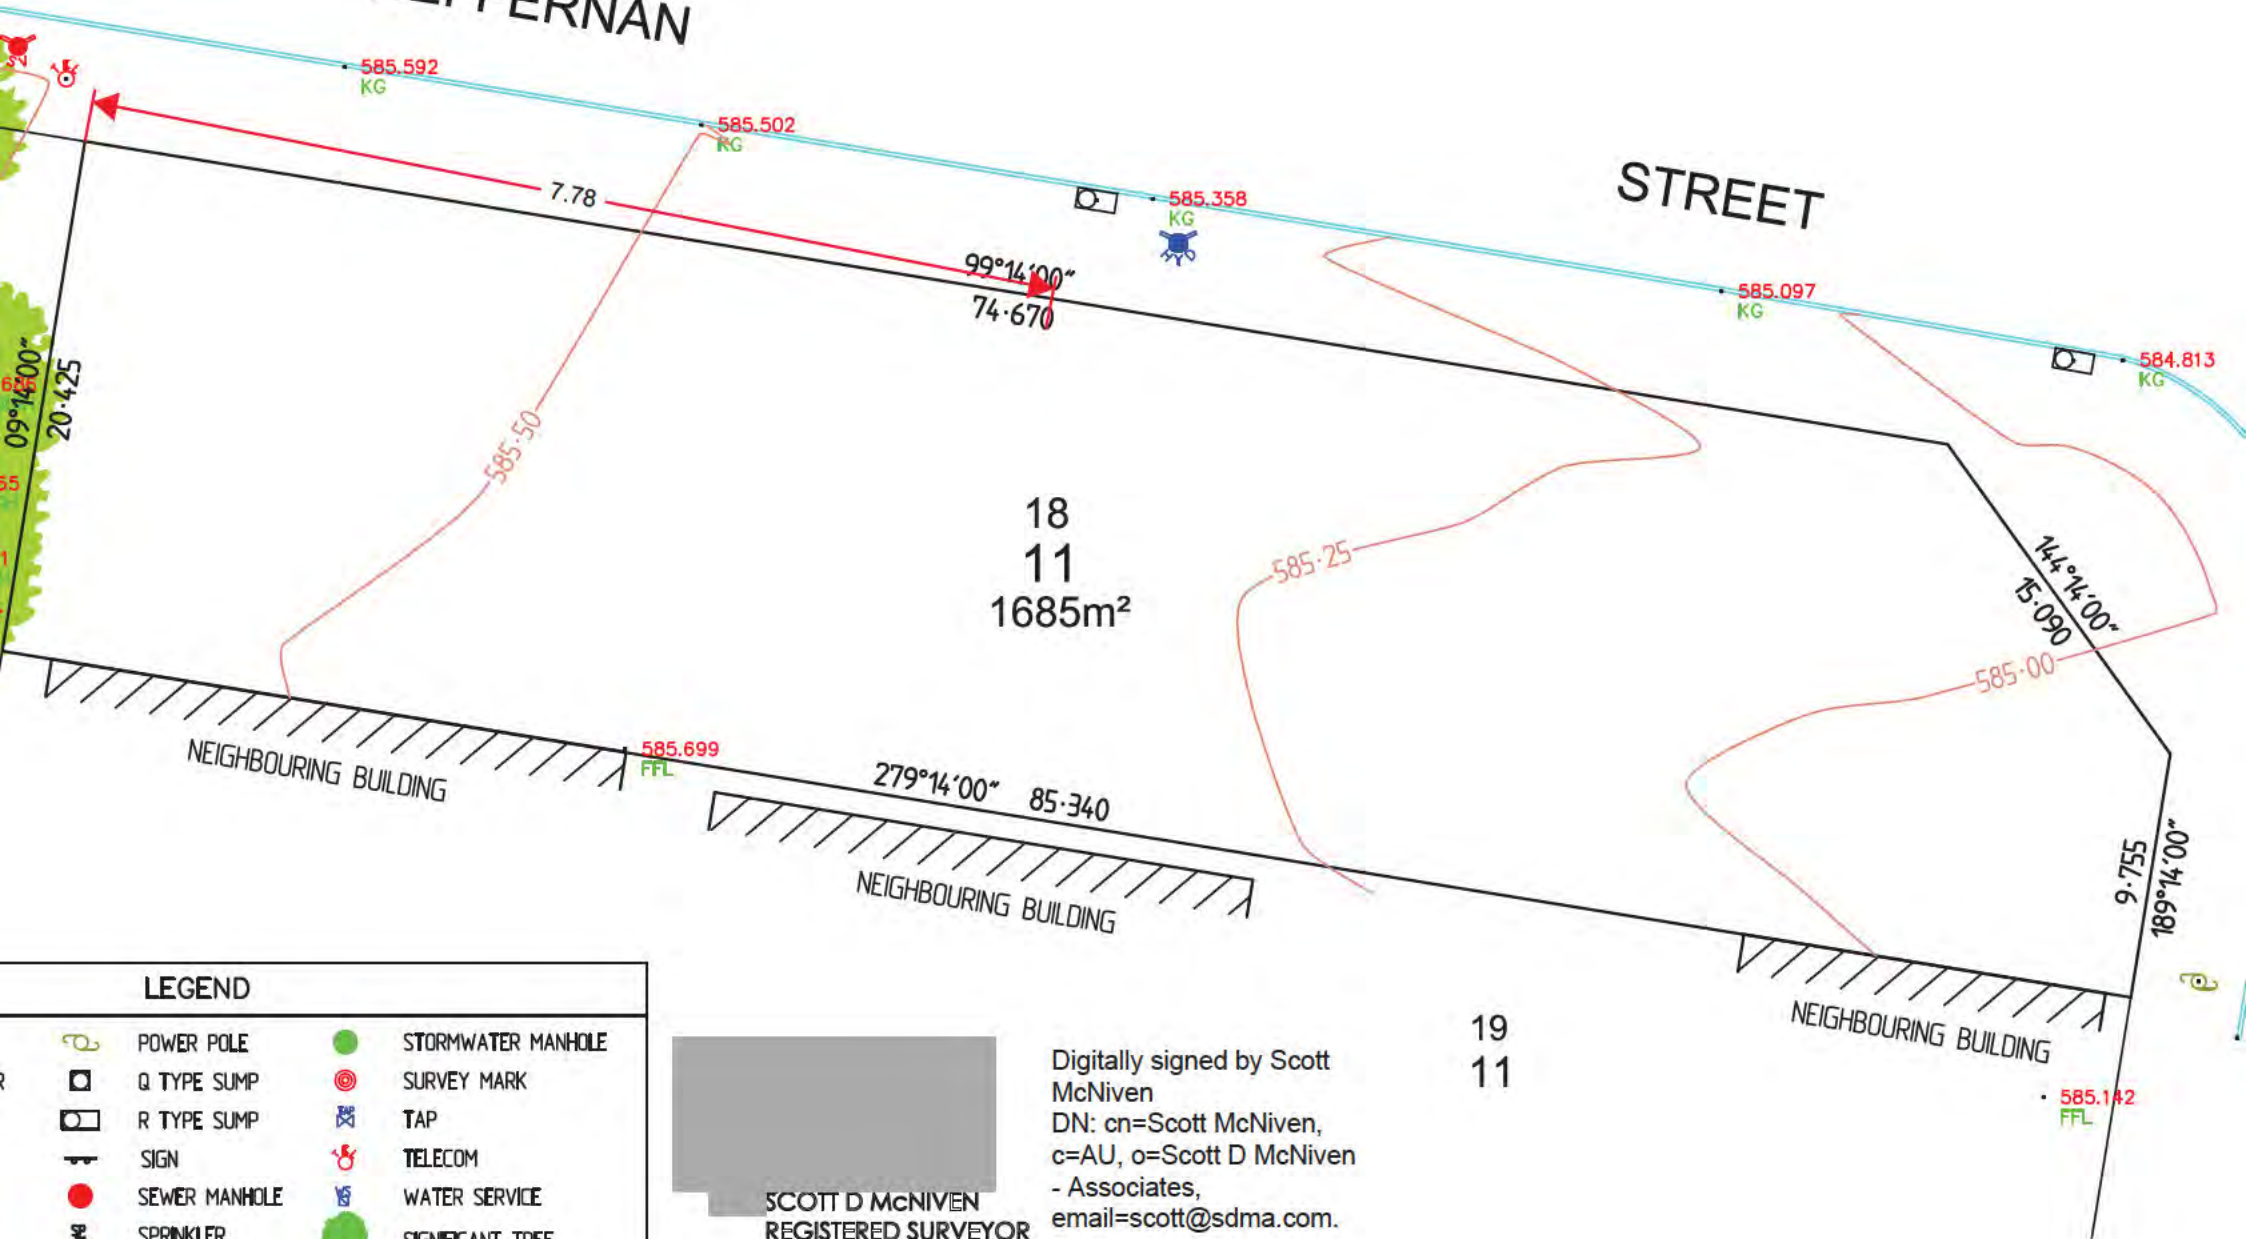 585.592
KG
585.502
KG
7.78
585.358
KG
STREET
99°14'00"
74·670
585.097
KG
584.813
KG
09°14'00"
20·425
585·50
18
11
1685m²
585·25
144°14'00"
15·090
585·00
NEIGHBOURING BUILDING
585.699
FFL
279°14'00" 85·340
NEIGHBOURING BUILDING
9·755
189°14'00"
NEIGHBOURING BUILDING
19
11
585.142
FFL
LEGEND
POWER POLE
STORMWATER MANHOLE
Q TYPE SUMP
SURVEY MARK
R TYPE SUMP
TAP
SIGN
TELECOM
SEWER MANHOLE
WATER SERVICE
SPRINKLER
SIGNIFICANT TREE
SCOTT D McNIVEN
REGISTERED SURVEYOR
Digitally signed by Scott
McNiven
DN: cn=Scott McNiven,
c=AU, o=Scott D McNiven
- Associates,
email=scott@sdma.com.